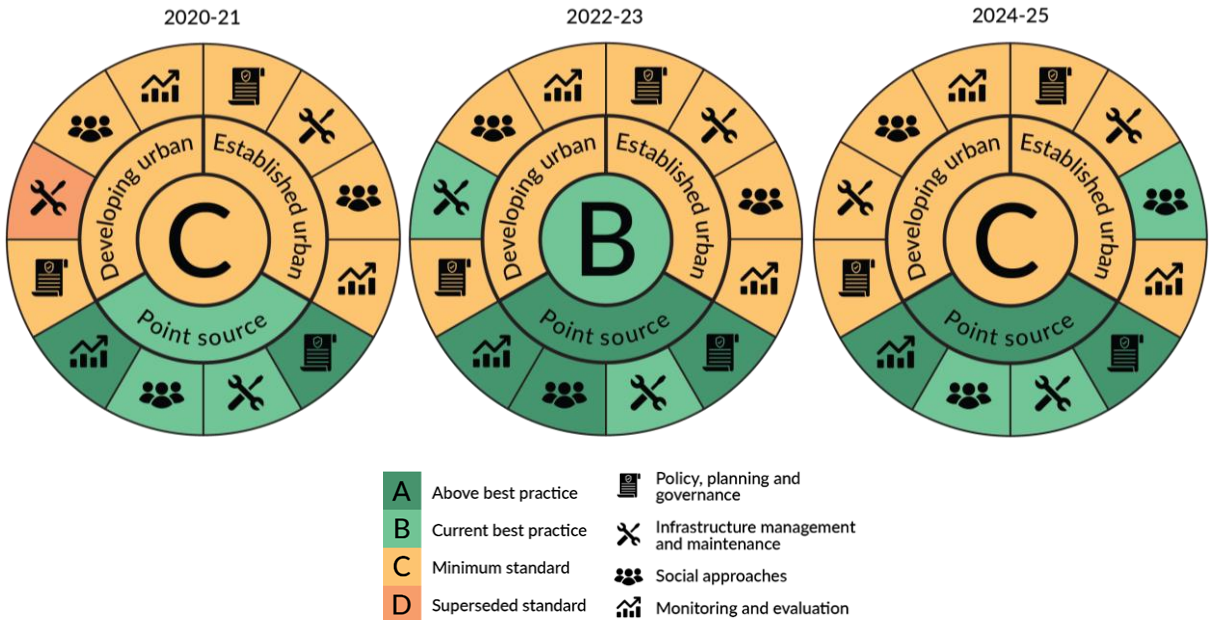 2020-21
2022-23
2024-25
Developing urban
Established urban
C
Point source
Developing urban
Established urban
B
Point source
Developing urban
Established urban
C
Point source
A Above best practice
B Current best practice
C Minimum standard
D Superseded standard
Policy, planning and
governance
Infrastructure management
and maintenance
Social approaches
Monitoring and evaluation